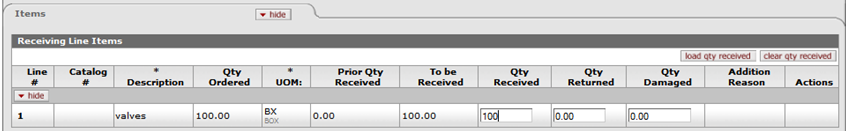 Items hide
Receiving Line Items
load qty received clear qty received
Line # Catalog # * Description Qty Ordered * UOM: Prior Qty Received To be Received Qty Received Qty Returned Qty Damaged Addition Reason Actions
hide
1 valves 100.00 BX BOX 0.00 100.00 100 0.00 0.00